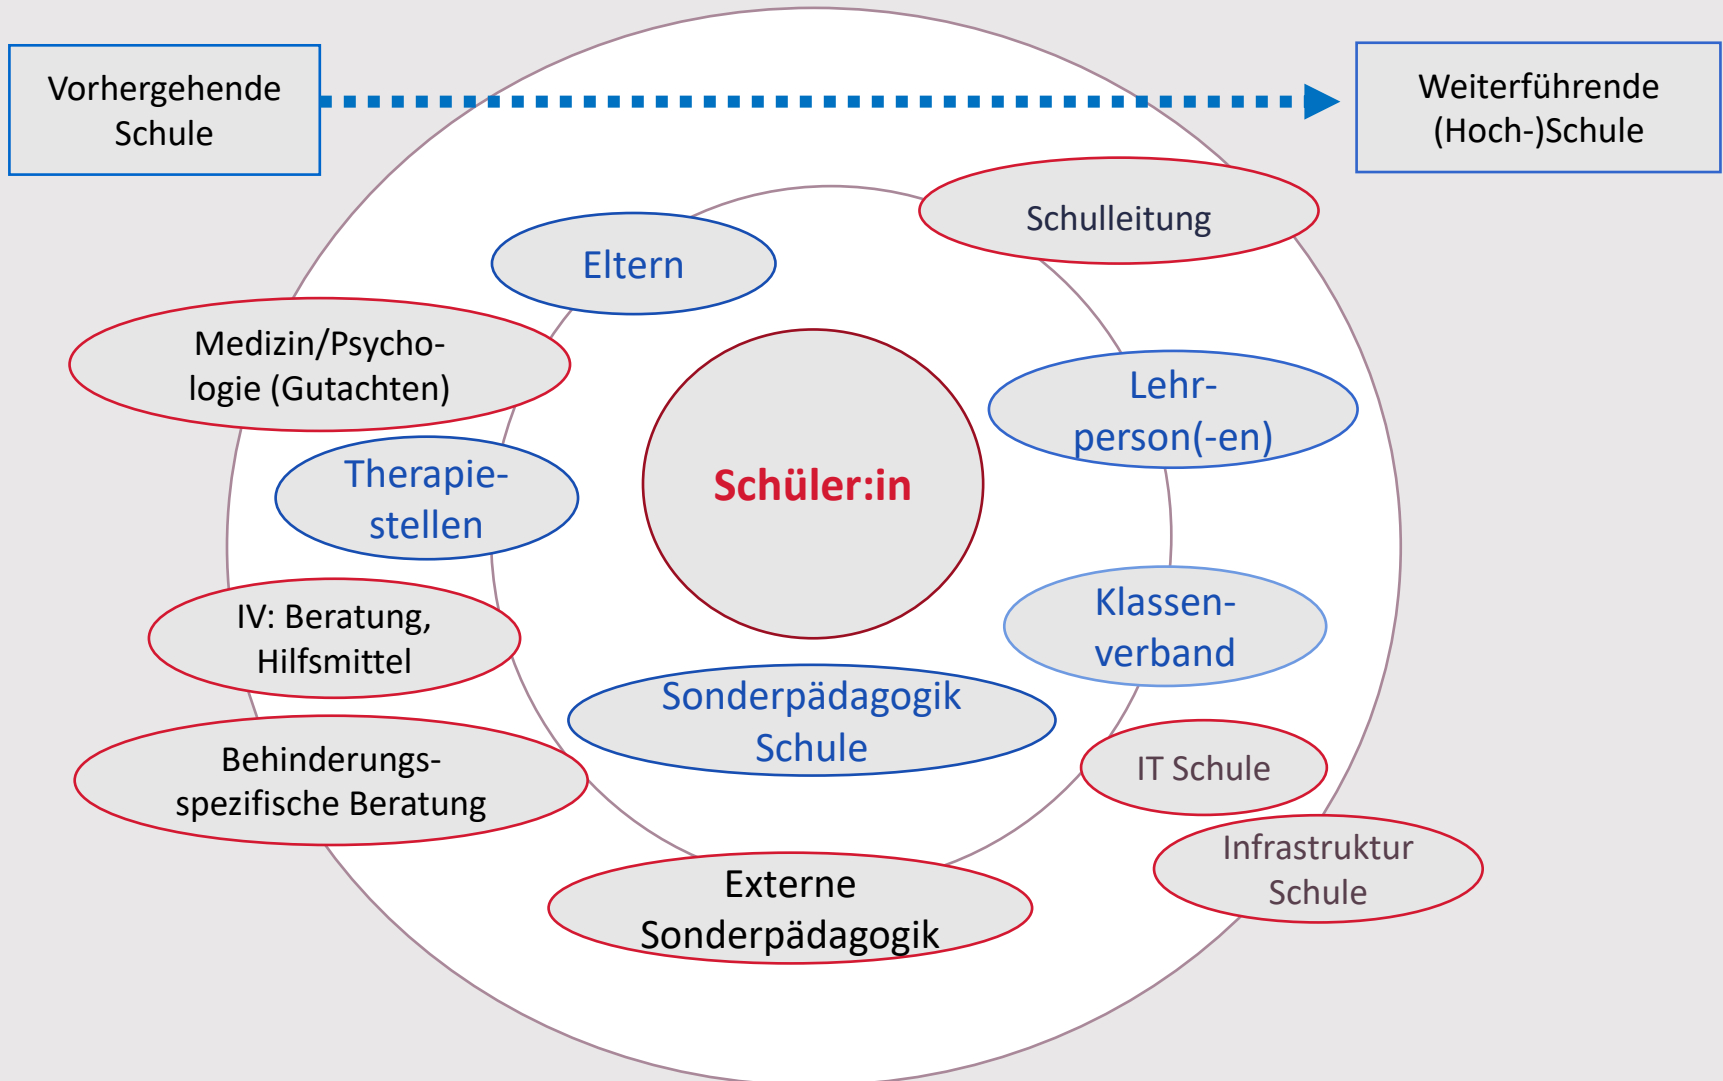 Vorhergehende
Schule
Weiterführende
(Hoch-)Schule
Schulleitung
Eltern
Medizin/Psycho-
logie (Gutachten)
Lehr-
person(-en)
Therapie-
stellen
Schüler:in
IV: Beratung,
Hilfsmittel
Klassen-
verband
Sonderpädagogik
Schule
Behinderungs-
spezifische Beratung
IT Schule
Infrastruktur
Schule
Externe
Sonderpädagogik